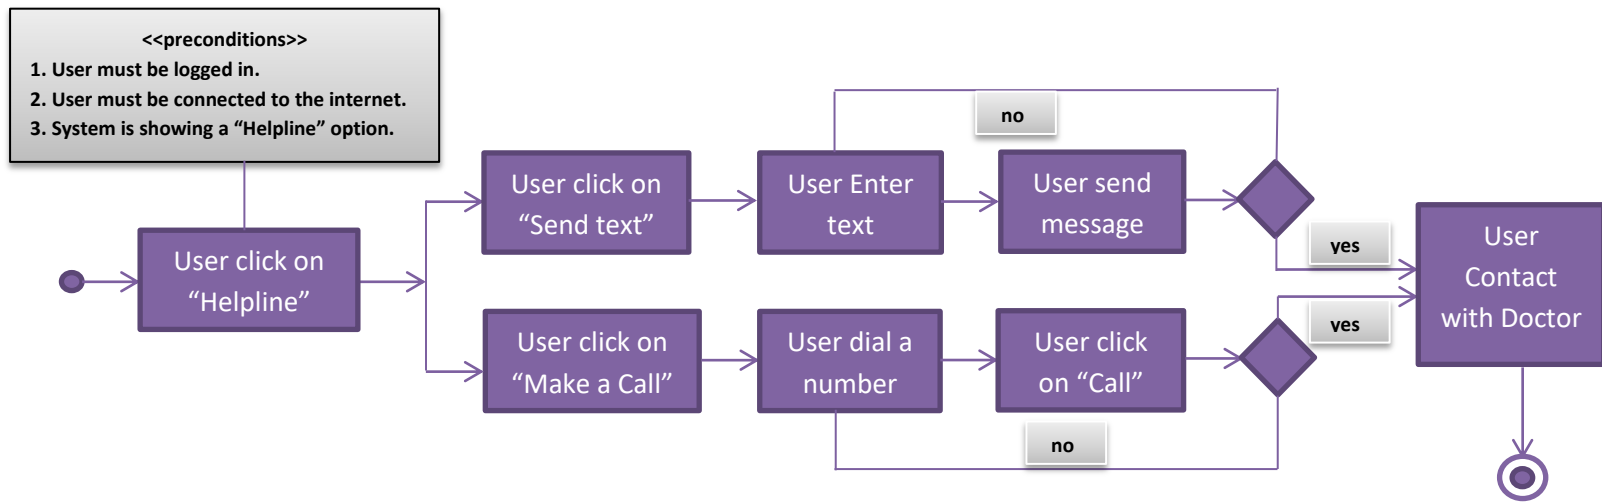 <<preconditions>>
1. User must be logged in.
2. User must be connected to the internet.
3. System is showing a “Helpline” option.
User click on
“Helpline”
User click on
“Send text”
User Enter
text
User send
message
no
yes
User click on
“Make a Call”
User dial a
number
User click
on “Call”
no
yes
User
Contact
with Doctor